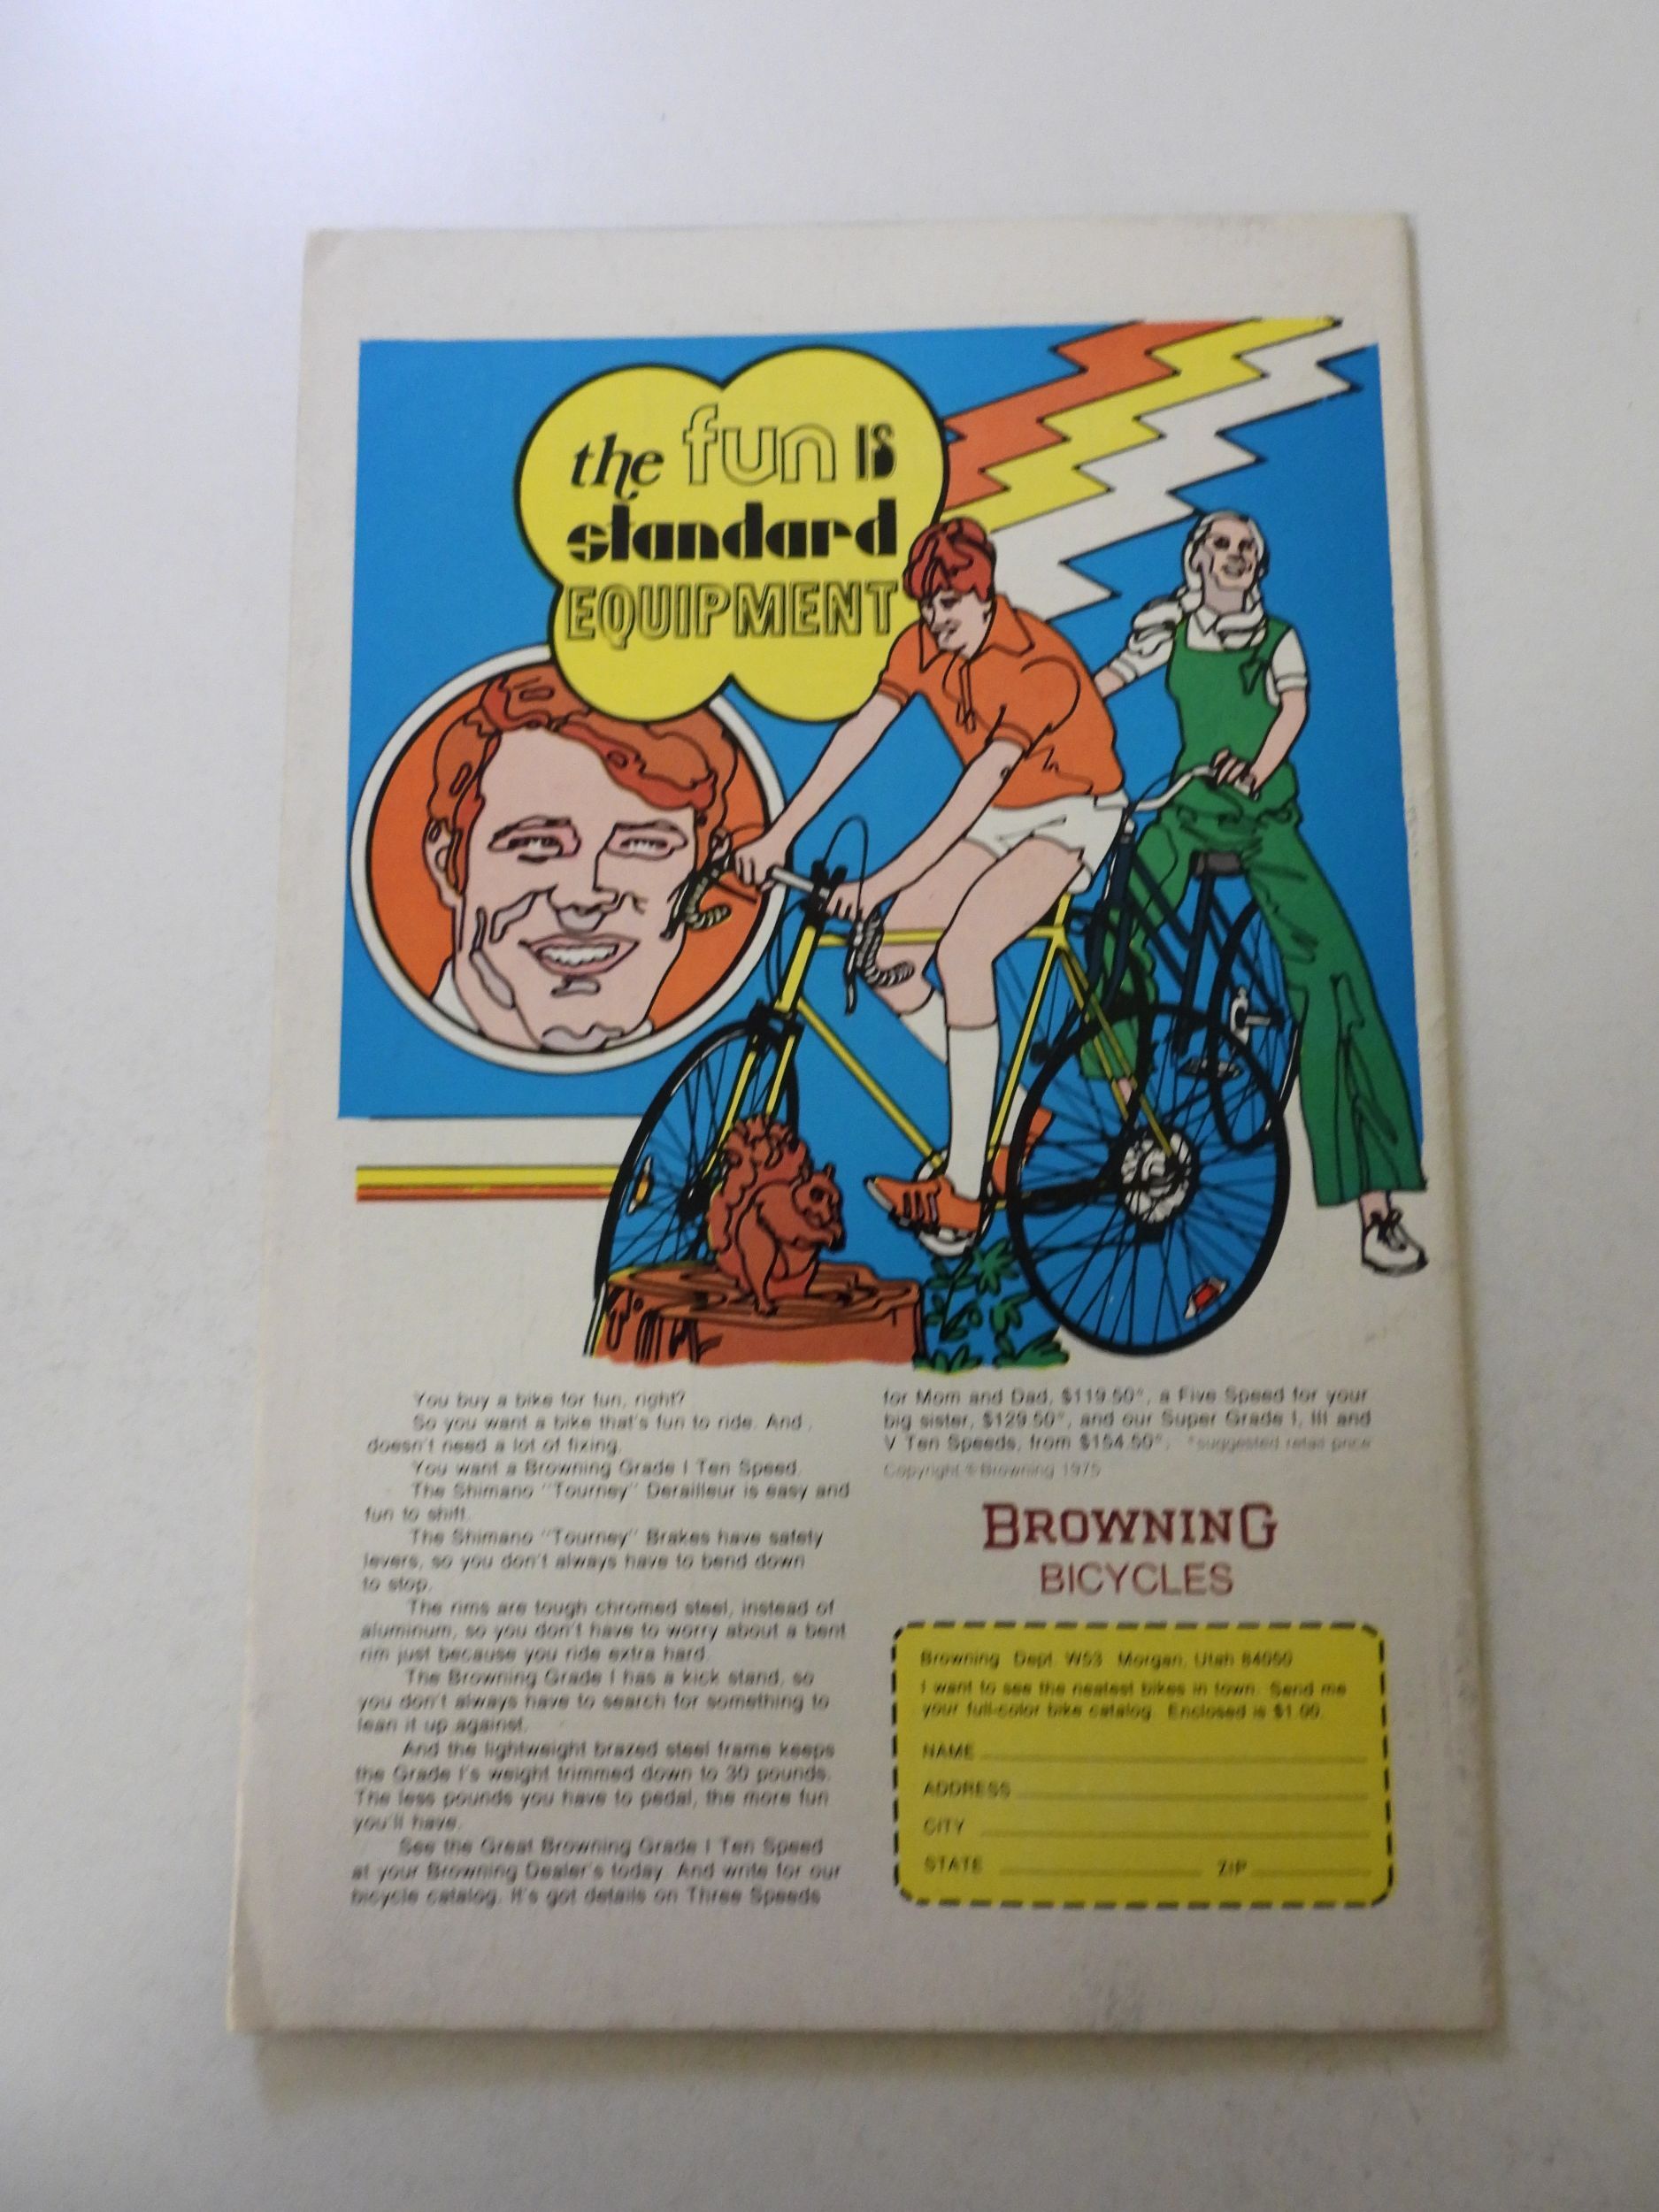 the fun IS
standard
EQUIPMENT
You buy a bike for fun, right?
So you want a bike that's fun to ride. And
doesn't need a lot of fixing.
You want a Browning Grade I Ten Speed.
The Shimano "Tourney" Derailleur is easy and
fun to shift.
The Shimano "Tourney" Brakes have safety
levers, so you don't always have to bend down
to stop.
The rims are tough chromed steel, instead of
aluminum, so you don't have to worry about a bent
rim just because you ride extra hard.
The Browning Grade I has a kick stand, so
you don't always have to search for something to
lean it up against.
And the lightweight brazed steel frame keeps
the Grade I's weight trimmed down to 30 pounds.
The less pounds you have to pedal, the more fun
you'll have.
See the Great Browning Grade I Ten Speed
at your Browning Dealer's today. And write for our
bicycle catalog. It's got details on Three Speeds
for Mom and Dad, $119.50*, a Five Speed for your
big sister, $129.50*, and our Super Grade I, III and
V Ten Speeds, from $154.50*. *suggested retail price
Copyright © Browning 1975
BROWNING
BICYCLES
Browning Dept. W53 Morgan, Utah 84050
I want to see the neatest bikes in town. Send me
your full-color bike catalog. Enclosed is $1.00.
NAME
ADDRESS
CITY
STATE ZIP